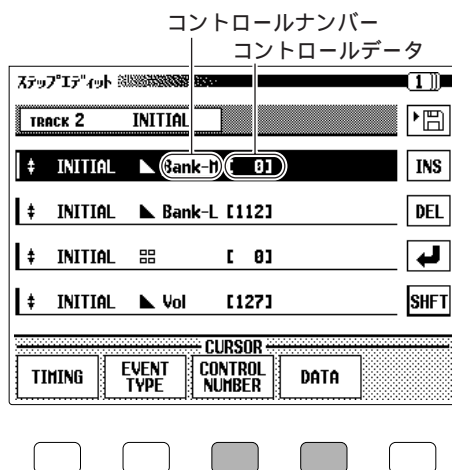 コントロールナンバー
コントロールデータ
ステップエディット
1
TRACK 2 INITIAL
INITIAL Bank-M [ 0] INS
INITIAL Bank-L [112] DEL
INITIAL [ 0]
INITIAL Vol [127] SHFT
CURSOR
TIMING EVENT TYPE CONTROL NUMBER DATA